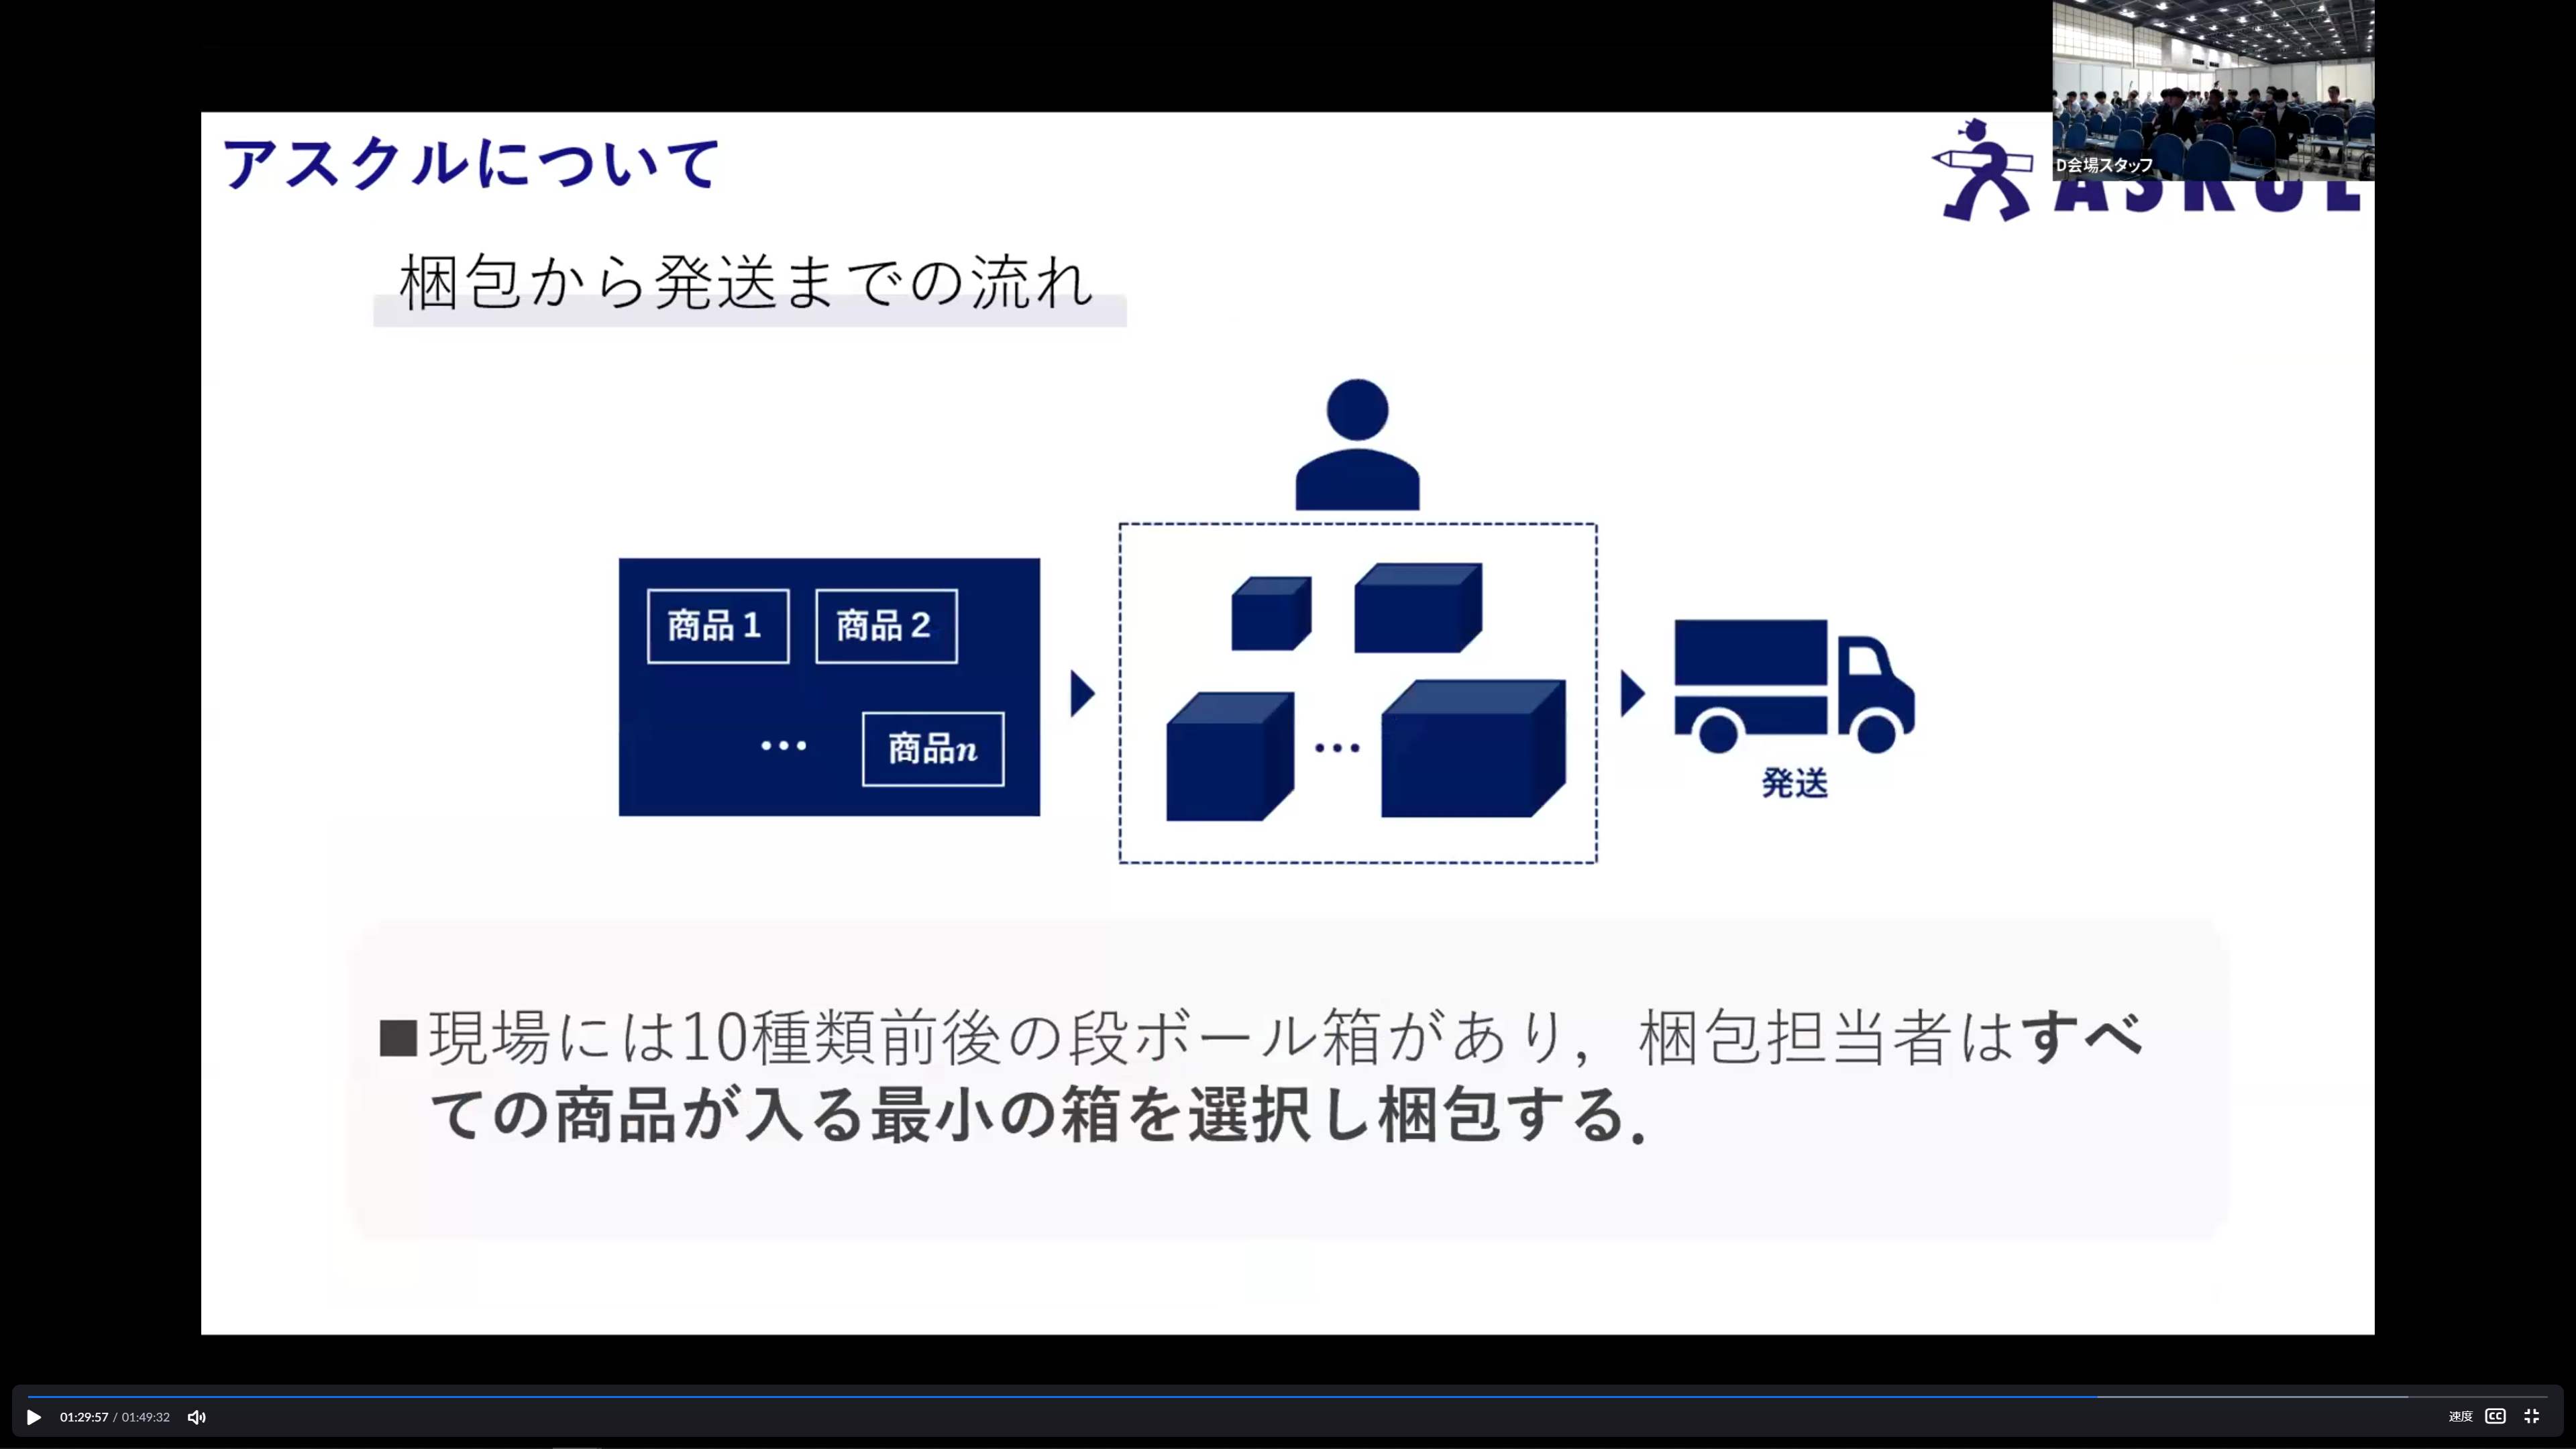 D会場スタッフ
アスクルについて
ASKUL
梱包から発送までの流れ
商品1
商品2
…
商品n
…
発送
■現場には10種類前後の段ボール箱があり，梱包担当者はすべ
ての商品が入る最小の箱を選択し梱包する．
01:29:57 / 01:49:32
速度
CC